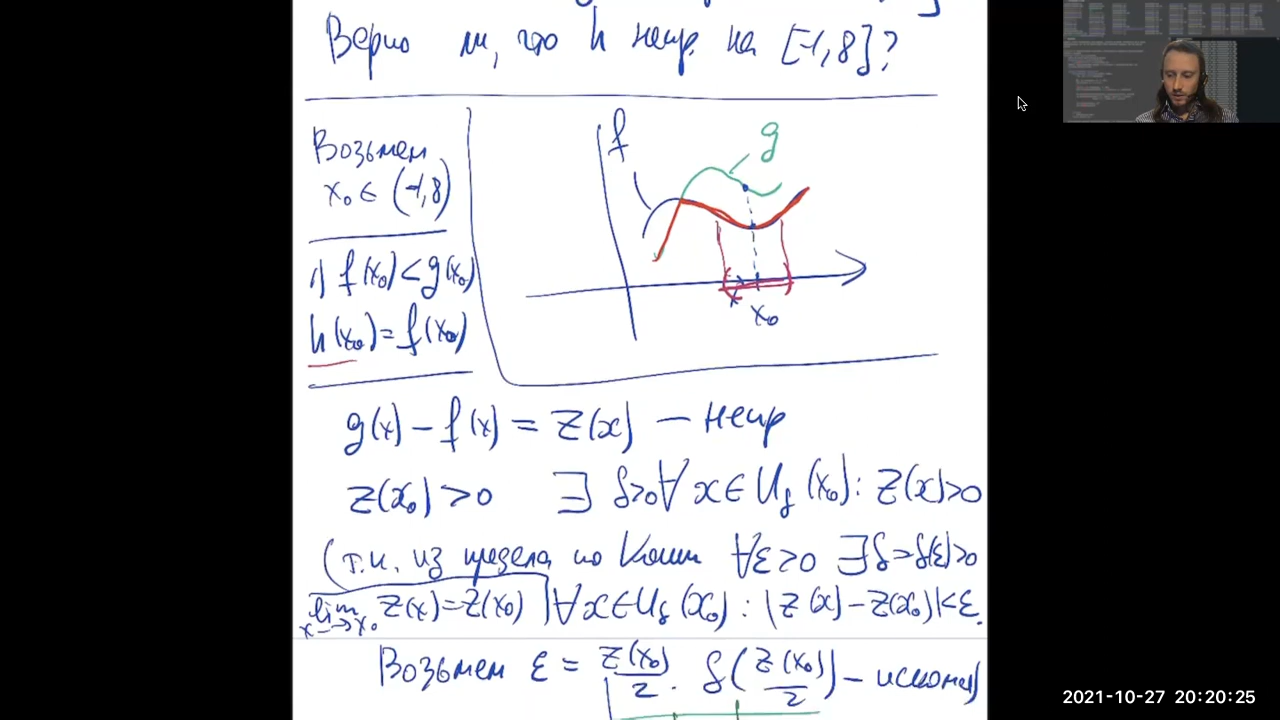 Верно ли, что h непр. на [-1,8]?
Возьмем
x₀ ∈ (-1,8)
1) f(x₀) < g(x₀)
h(x₀) = f(x₀)
f
g
x
x₀
g(x) - f(x) = z(x) — непр
z(x₀) > 0 ∃ δ>0 ∀ x ∈ U_δ(x₀): z(x) > 0
(т.к. из предела по Коши ∀ε>0 ∃δ=δ(ε)>0
lim x→x₀ z(x) = z(x₀) ∀x ∈ U_δ(x₀): |z(x) - z(x₀)| < ε.
Возьмем ε = z(x₀)/2. δ(z(x₀)/2) — искомая
2021-10-27 20:20:25